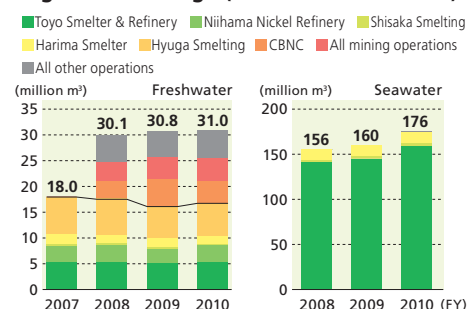 Toyo Smelter & Refinery Niihama Nickel Refinery Shisaka Smelting
Harima Smelter Hyuga Smelting CBNC All mining operations
All other operations
(million m³) Freshwater
35
30
25
20
15
10
5
0
18.0
30.1
30.8
31.0
2007 2008 2009 2010
(million m³) Seawater
200
150
100
50
0
156
160
176
2008 2009 2010 (FY)